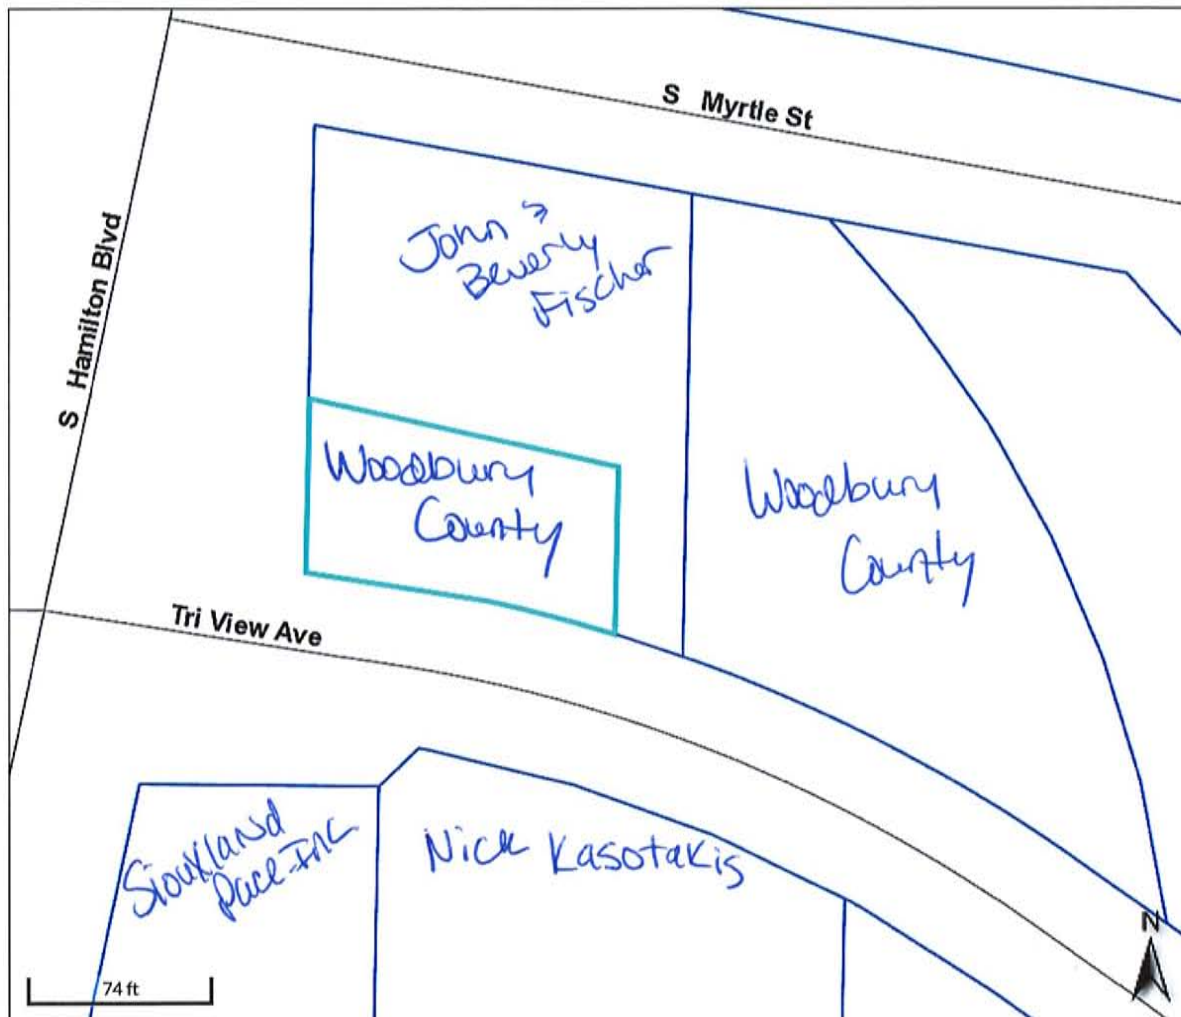 S Myrtle St
S Hamilton Blvd
John &
Beverly
Fischer
Woodbury
County
Woodbury
County
Tri View Ave
Siouxland
Pace Inc
Nick Kasotakis
N
74 ft